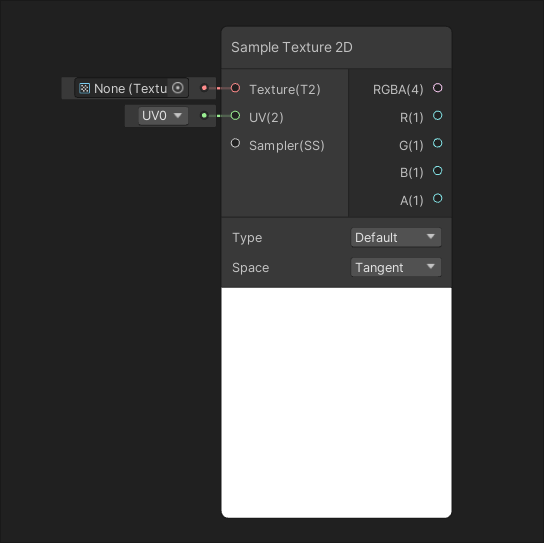 Sample Texture 2D
None (Textu
Texture(T2)
RGBA(4)
UV0
UV(2)
R(1)
Sampler(SS)
G(1)
B(1)
A(1)
Type
Default
Space
Tangent